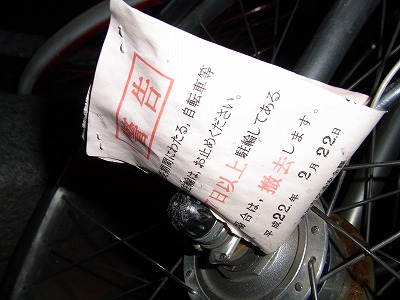 警告
期間にわたる、自転車等
駐輪は、お止めください。
日以上 駐輪してある
場合は、撤去します。
平成22年 2月22日